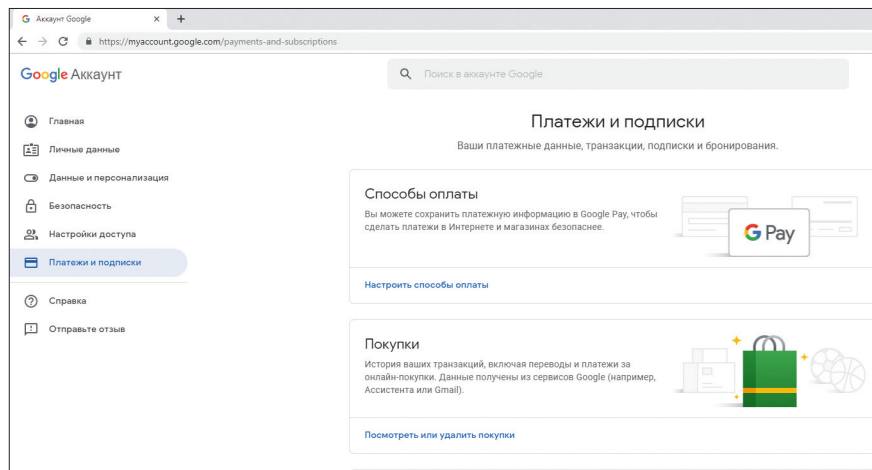 Аккаунт Google
https://myaccount.google.com/payments-and-subscriptions
Google Аккаунт
Поиск в аккаунте Google
Главная
Личные данные
Данные и персонализация
Безопасность
Настройки доступа
Платежи и подписки
Справка
Отправьте отзыв
Платежи и подписки
Ваши платежные данные, транзакции, подписки и бронирования.
Способы оплаты
Вы можете сохранить платежную информацию в Google Pay, чтобы
сделать платежи в Интернете и магазинах безопаснее.
G Pay
Настроить способы оплаты
Покупки
История ваших транзакций, включая переводы и платежи за
онлайн-покупки. Данные получены из сервисов Google (например,
Ассистента или Gmail).
Посмотреть или удалить покупки